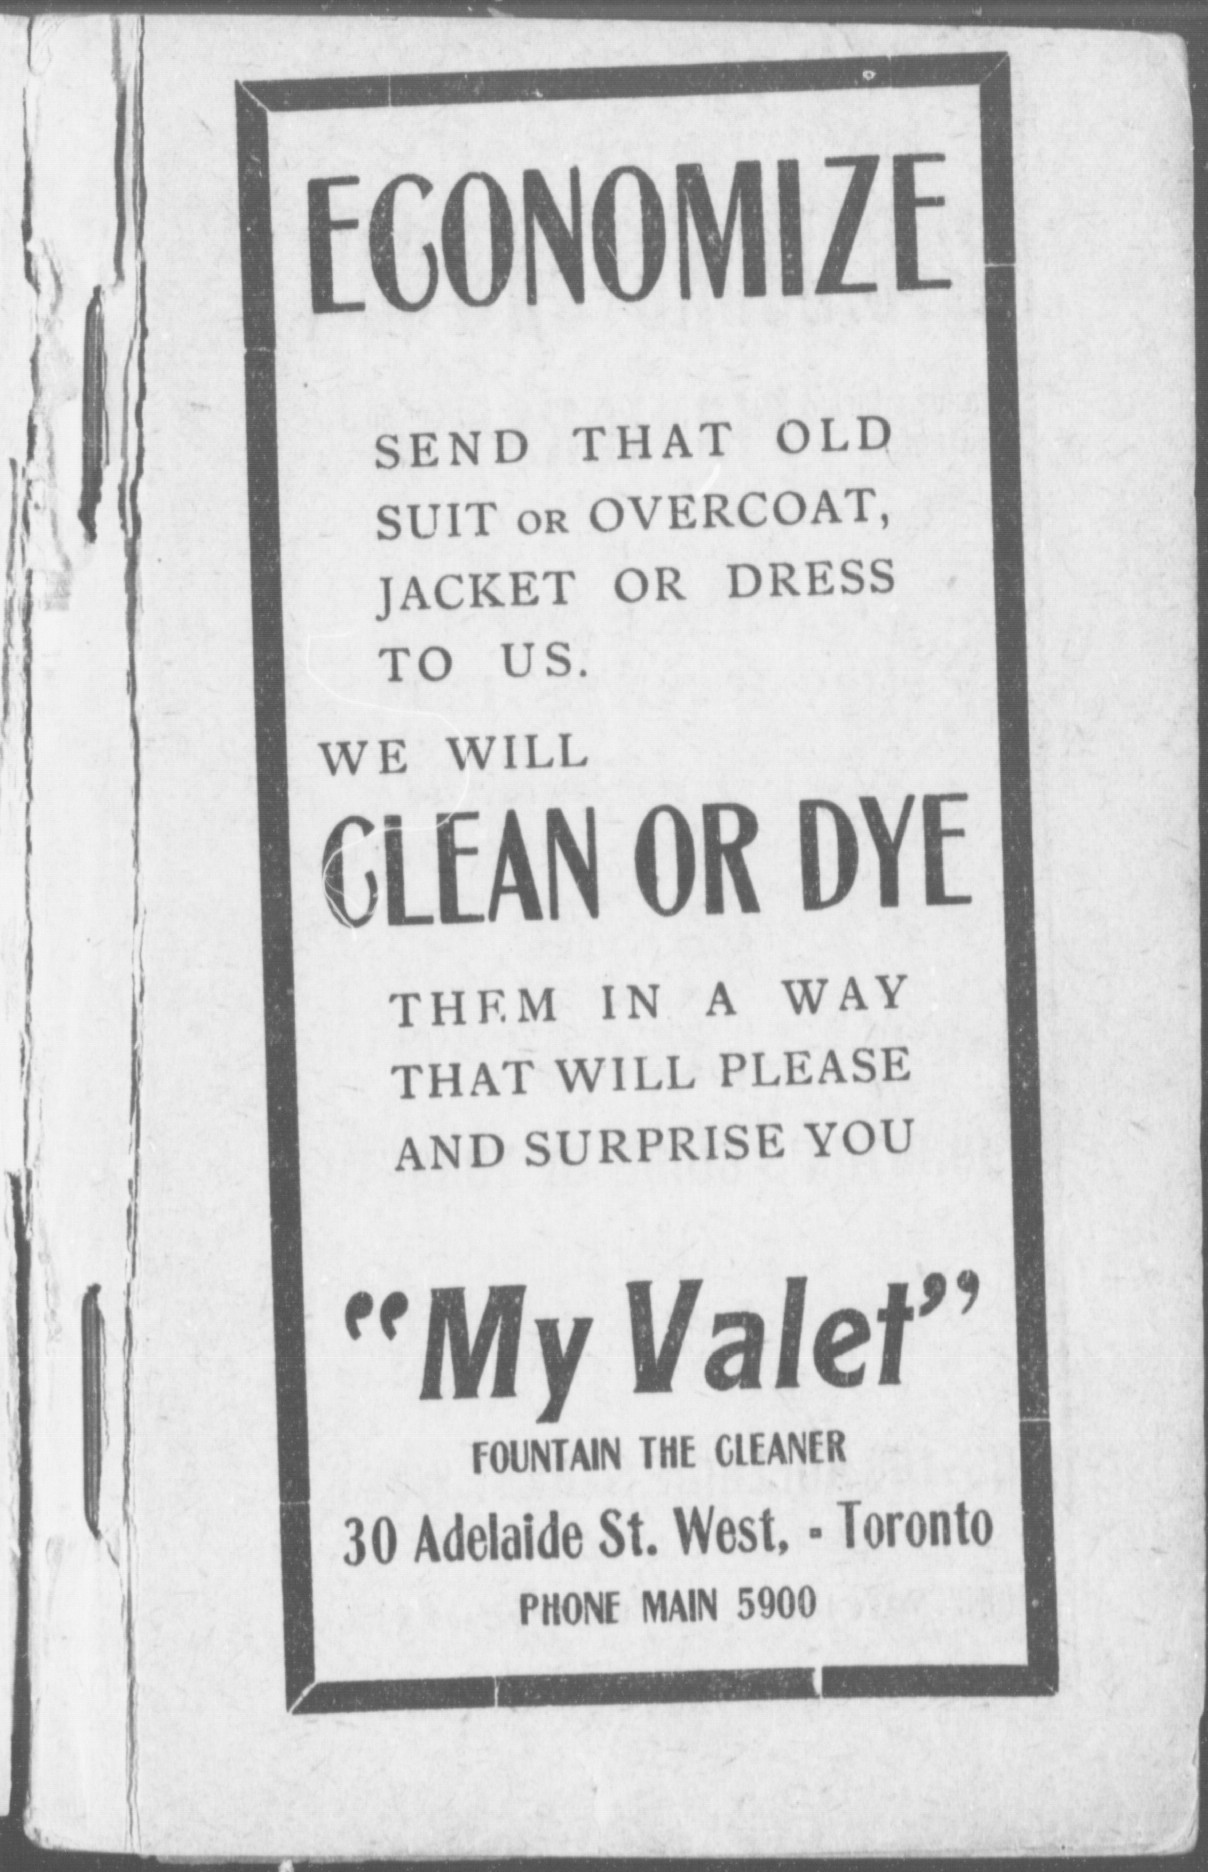 ECONOMIZE
SEND THAT OLD
SUIT OR OVERCOAT,
JACKET OR DRESS
TO US.
WE WILL
CLEAN OR DYE
THEM IN A WAY
THAT WILL PLEASE
AND SURPRISE YOU
"My Valet"
FOUNTAIN THE CLEANER
30 Adelaide St. West, - Toronto
PHONE MAIN 5900